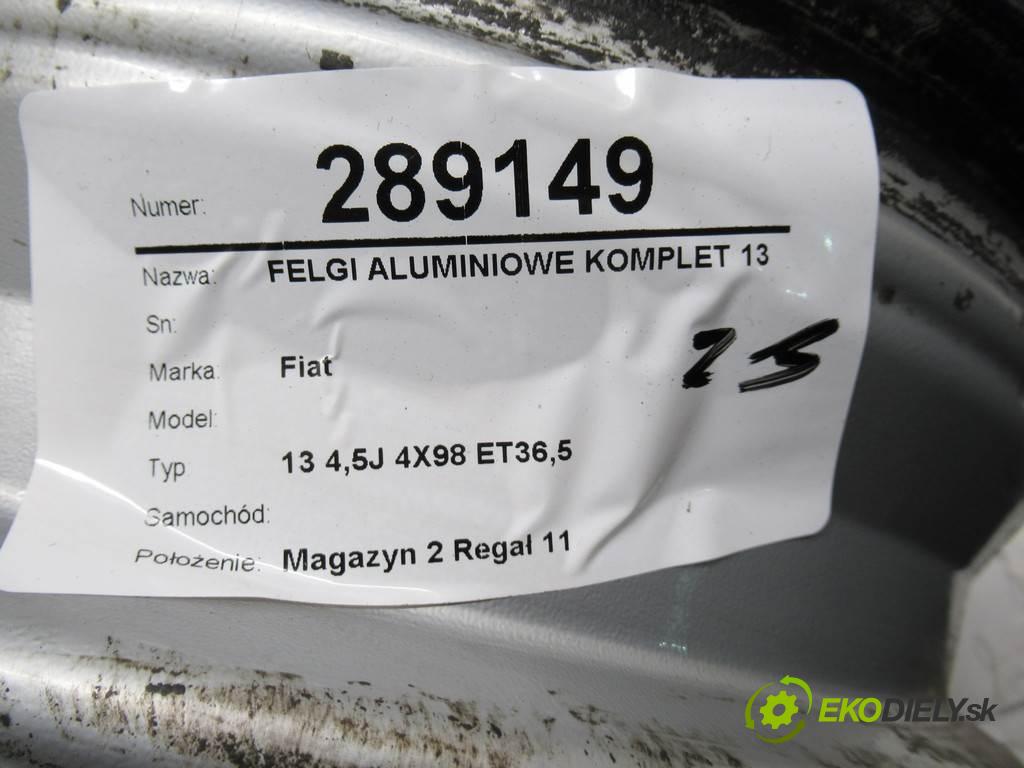 Numer: 289149
Nazwa: FELGI ALUMINIOWE KOMPLET 13
Sn:
Marka: Fiat
Model:
Typ 13 4,5J 4X98 ET36,5
Samochód:
Położenie: Magazyn 2 Regał 11
25
EKODIELY.sk